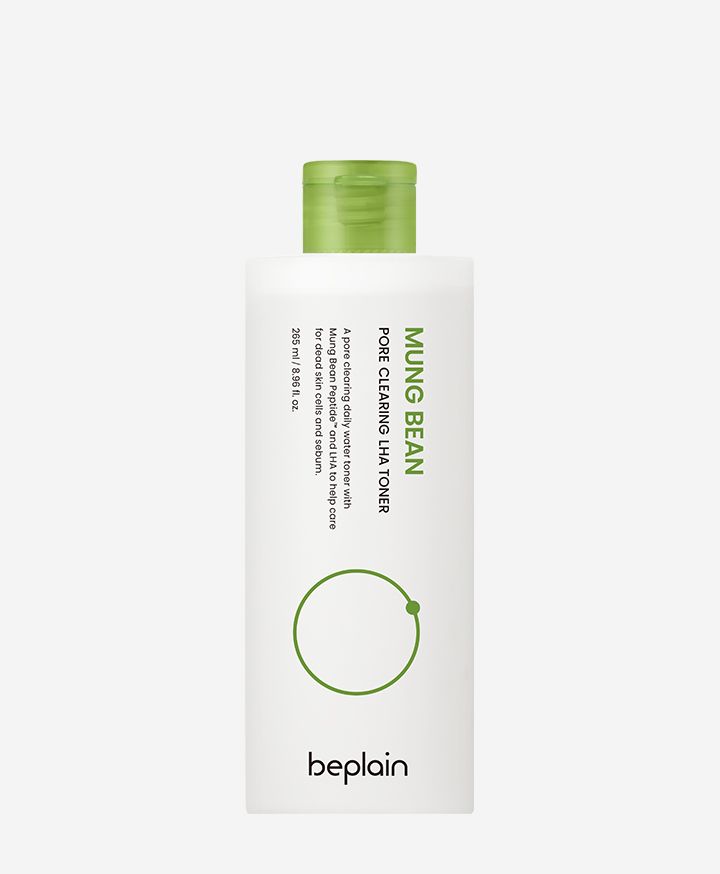 MUNG BEAN
PORE CLEARING LHA TONER
A pore clearing daily water toner with
Mung Bean Peptide™ and LHA to help care
for dead skin cells and sebum.
265 ml / 8.96 fl. oz.
beplain